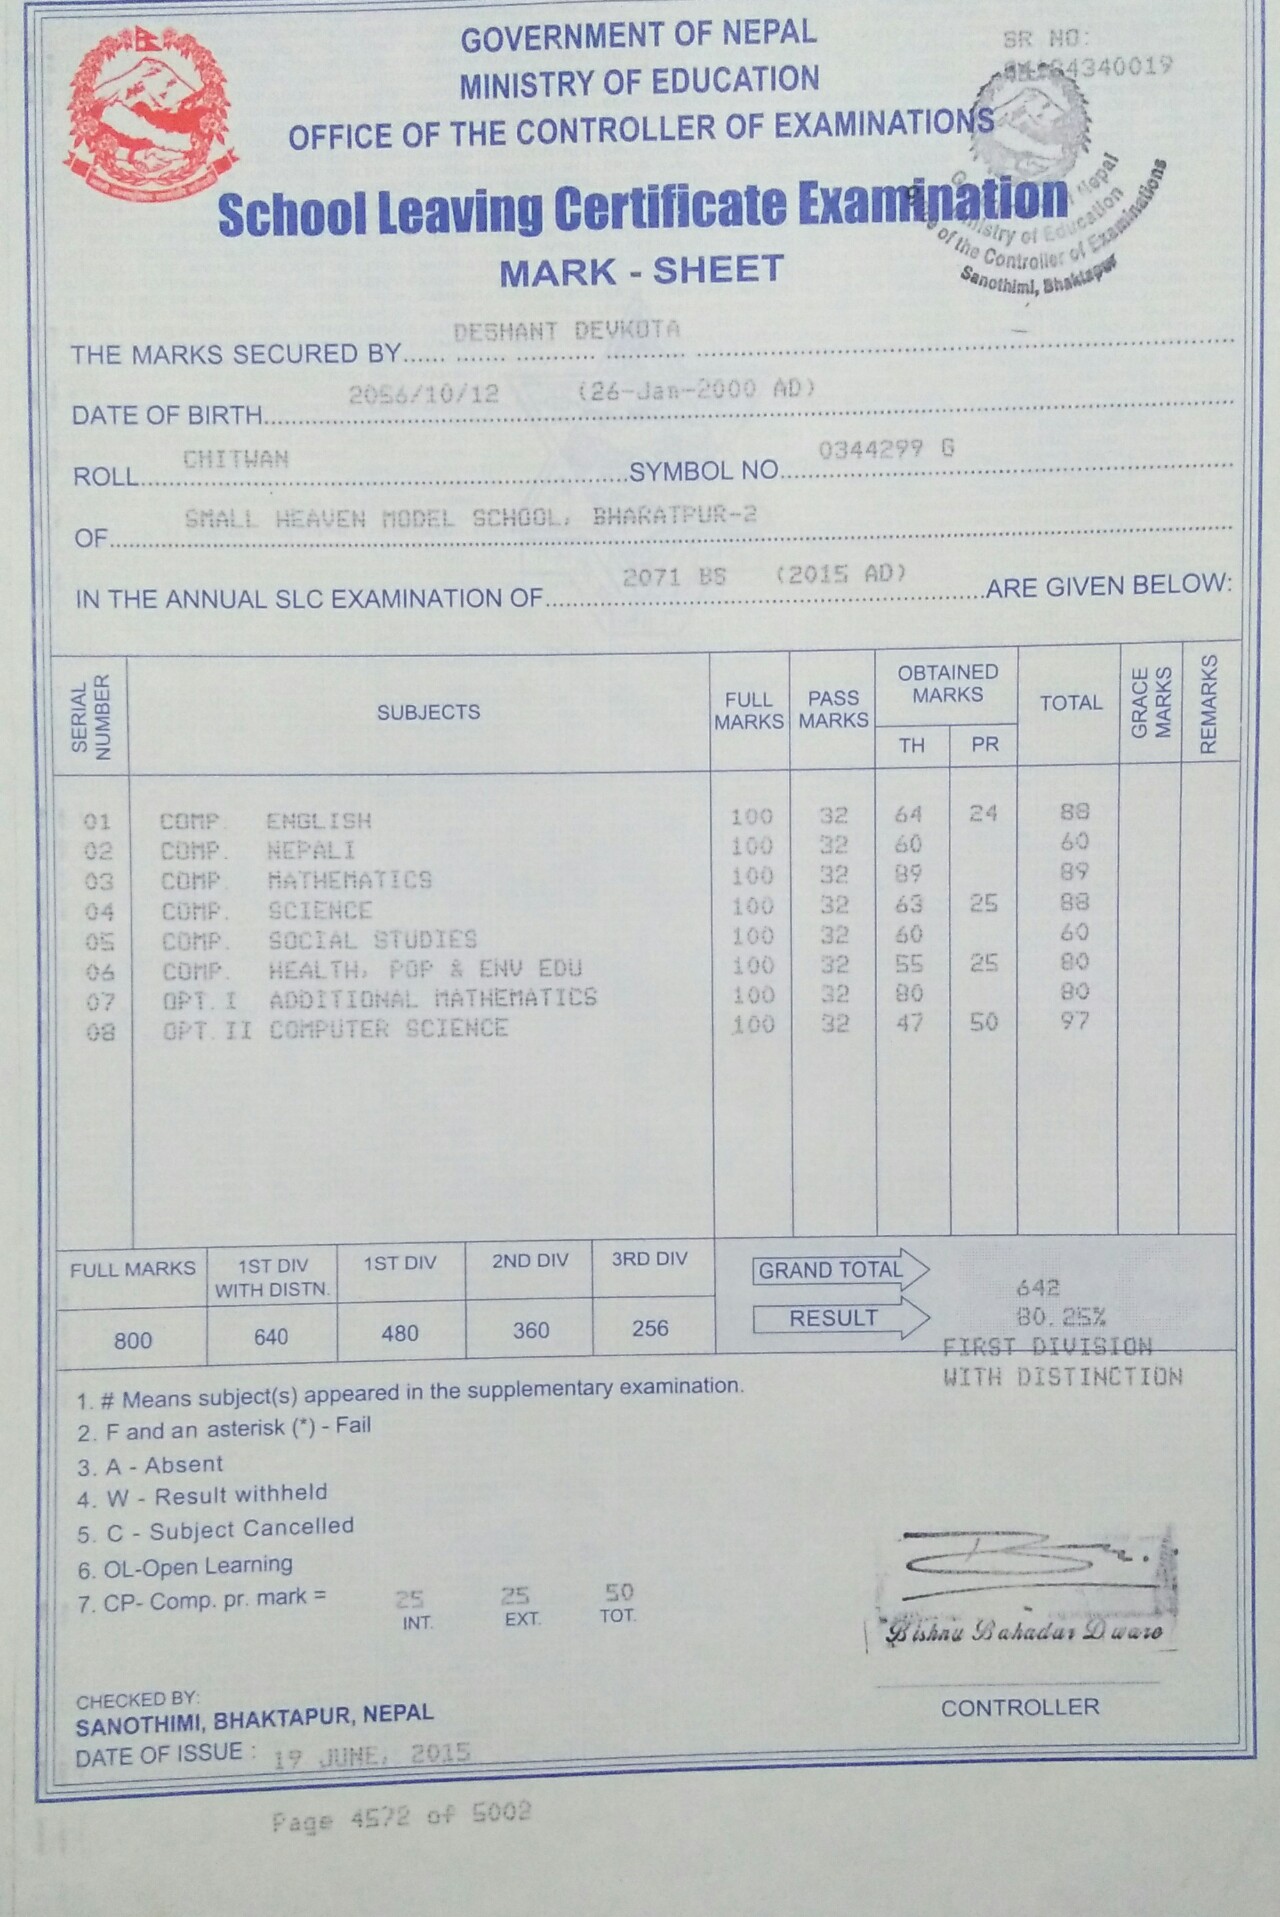 GOVERNMENT OF NEPAL
MINISTRY OF EDUCATION
OFFICE OF THE CONTROLLER OF EXAMINATIONS
SR NO:
4340019
School Leaving Certificate Examination
MARK - SHEET
of Nepal
Ministry of Education
Office of the Controller of Examinations
Sanothimi, Bhaktapur
THE MARKS SECURED BY...... DESHANT DEVKOTA
DATE OF BIRTH 2056/10/12 (26-Jan-2000 AD)
ROLL CHITWAN SYMBOL NO. 0344299 G
OF SMALL HEAVEN MODEL SCHOOL, BHARATPUR-2
IN THE ANNUAL SLC EXAMINATION OF 2071 BS (2015 AD) ARE GIVEN BELOW:
SERIAL NUMBER SUBJECTS FULL MARKS PASS MARKS OBTAINED MARKS TOTAL GRACE MARKS REMARKS
TH PR
01 COMP. ENGLISH 100 32 64 24 88
02 COMP. NEPALI 100 32 60 60
03 COMP. MATHEMATICS 100 32 89 89
04 COMP. SCIENCE 100 32 63 25 88
05 COMP. SOCIAL STUDIES 100 32 60 60
06 COMP. HEALTH, POP & ENV EDU 100 32 55 25 80
07 OPT.I ADDITIONAL MATHEMATICS 100 32 80 80
08 OPT.II COMPUTER SCIENCE 100 32 47 50 97
FULL MARKS 1ST DIV WITH DISTN. 1ST DIV 2ND DIV 3RD DIV GRAND TOTAL 642
800 640 480 360 256 RESULT 80.25%
FIRST DIVISION
WITH DISTINCTION
1. # Means subject(s) appeared in the supplementary examination.
2. F and an asterisk (*) - Fail
3. A - Absent
4. W - Result withheld
5. C - Subject Cancelled
6. OL-Open Learning
7. CP- Comp. pr. mark = 25 25 50
INT. EXT. TOT.
Bishnu Bahadur Dware
CONTROLLER
CHECKED BY:
SANOTHIMI, BHAKTAPUR, NEPAL
DATE OF ISSUE : 19 JUNE, 2015
Page 4572 of 5002